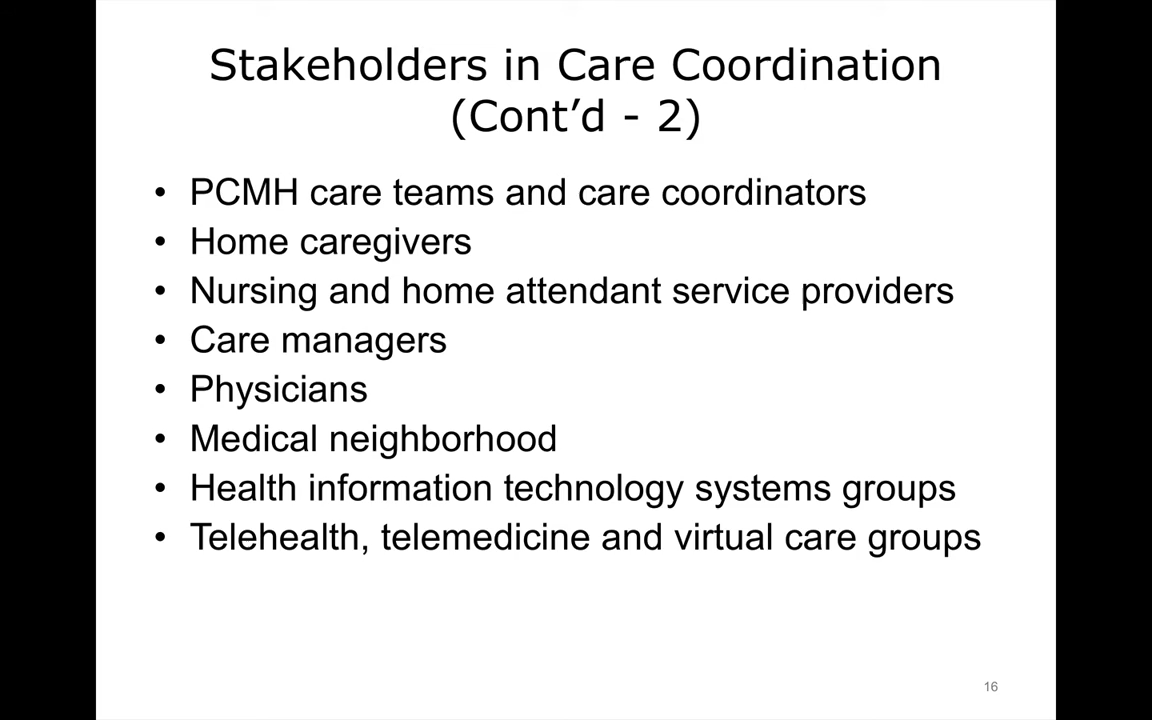 Stakeholders in Care Coordination
(Cont’d - 2)
• PCMH care teams and care coordinators
• Home caregivers
• Nursing and home attendant service providers
• Care managers
• Physicians
• Medical neighborhood
• Health information technology systems groups
• Telehealth, telemedicine and virtual care groups
16